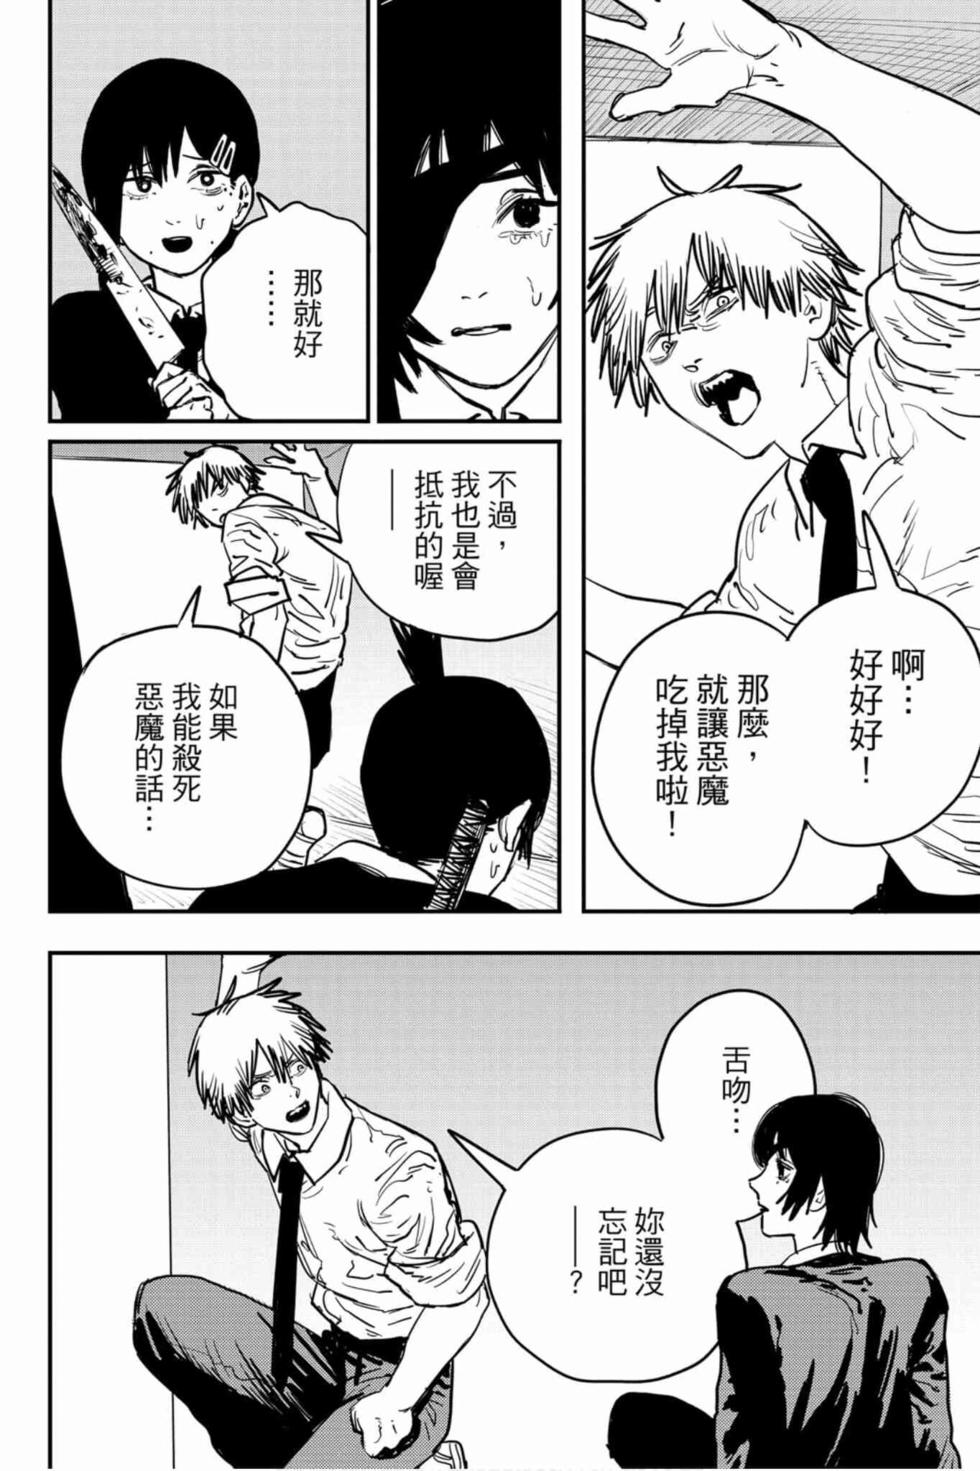 啊…
好好好！
那麼，
就讓惡魔
吃掉我啦！
那就好
……
不過，
我也是會
抵抗的喔
——
如果
我能殺死
惡魔的話…
舌吻…
妳還沒
忘記吧
——?